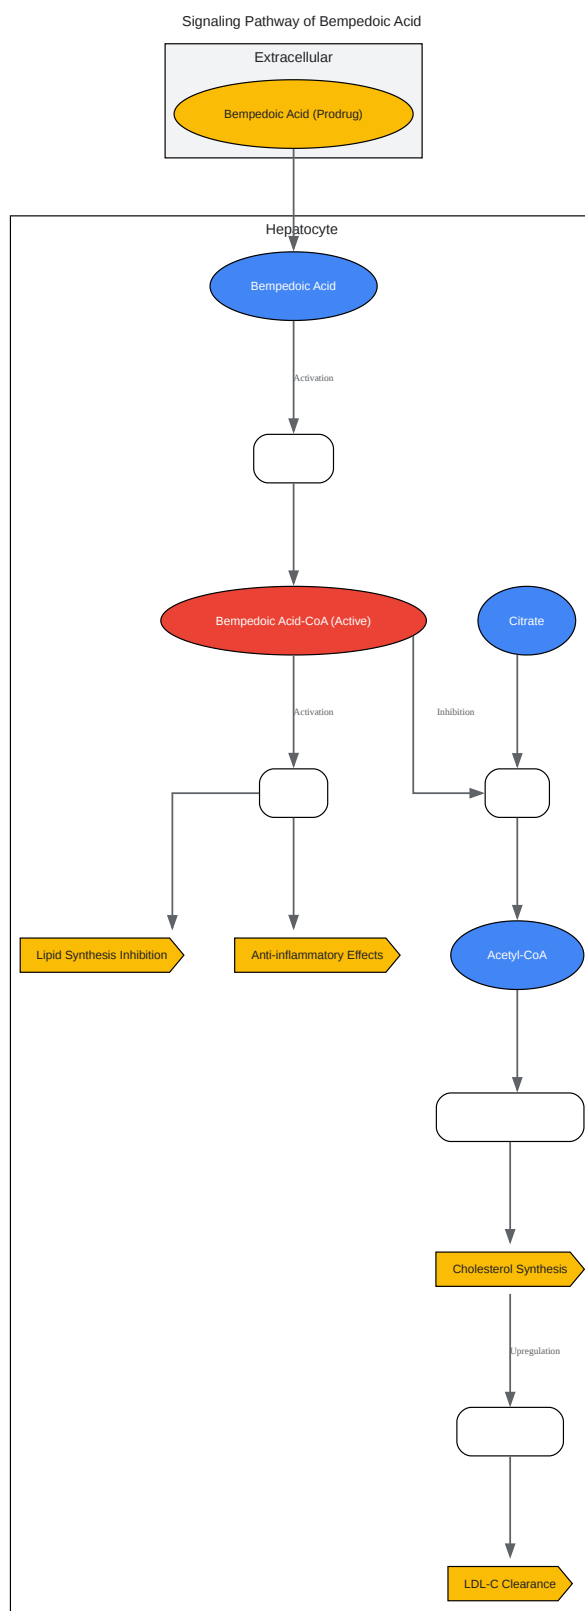 Signaling Pathway of Bempedoic Acid
Extracellular
Bempedoic Acid (Prodrug)
Hepatocyte
Bempedoic Acid
Activation
Bempedoic Acid-CoA (Active)
Citrate
Activation
Inhibition
Lipid Synthesis Inhibition
Anti-inflammatory Effects
Acetyl-CoA
Cholesterol Synthesis
Upregulation
LDL-C Clearance